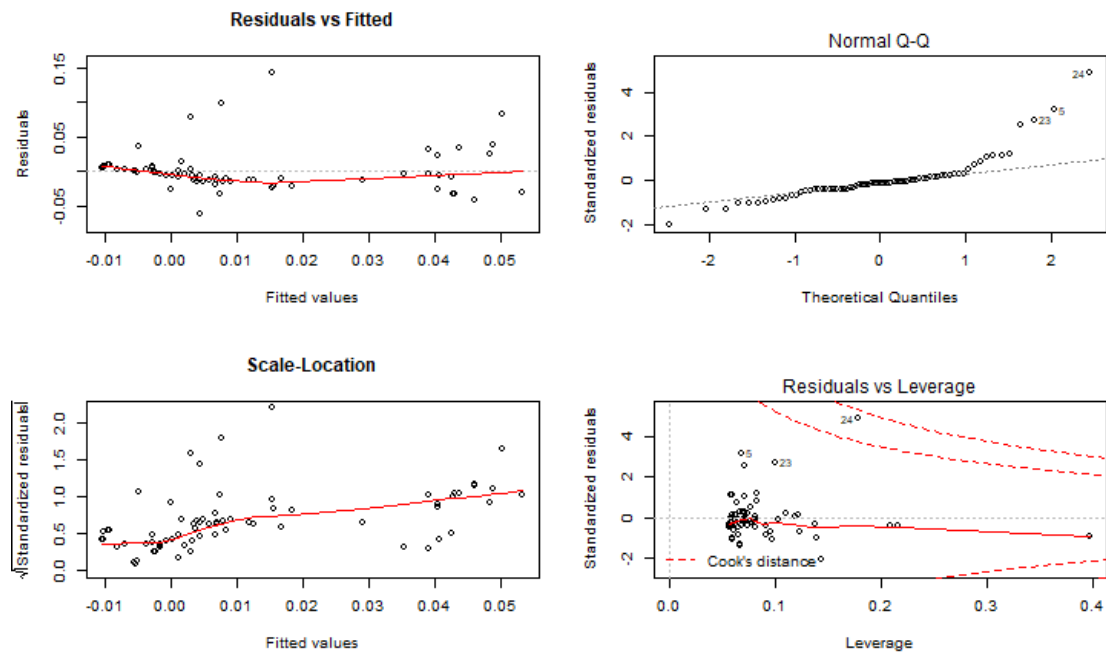 Residuals vs Fitted
Residuals
0.15
0.05
-0.05
-0.01 0.00 0.01 0.02 0.03 0.04 0.05
Fitted values
Normal Q-Q
Standardized residuals
4
2
0
-2
24
23
5
-2 -1 0 1 2
Theoretical Quantiles
Scale-Location
√|Standardized residuals|
2.0
1.5
1.0
0.5
0.0
-0.01 0.00 0.01 0.02 0.03 0.04 0.05
Fitted values
Residuals vs Leverage
Standardized residuals
4
2
0
-2
24
5
23
Cook's distance
0.0 0.1 0.2 0.3 0.4
Leverage